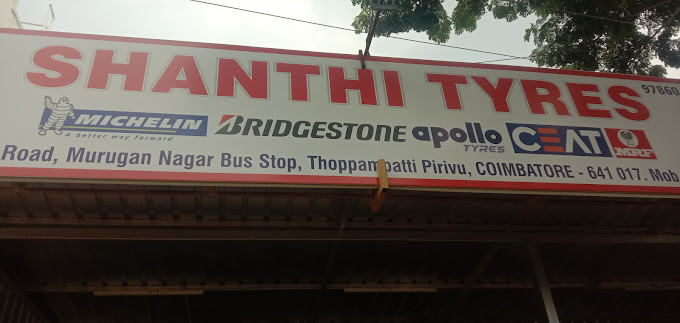 SHANTHI TYRES
97860
MICHELIN
A better way forward
BRIDGESTONE
apollo
TYRES
CEAT
MRF
Road, Murugan Nagar Bus Stop, Thoppampatti Pirivu, COIMBATORE - 641 017. Mob